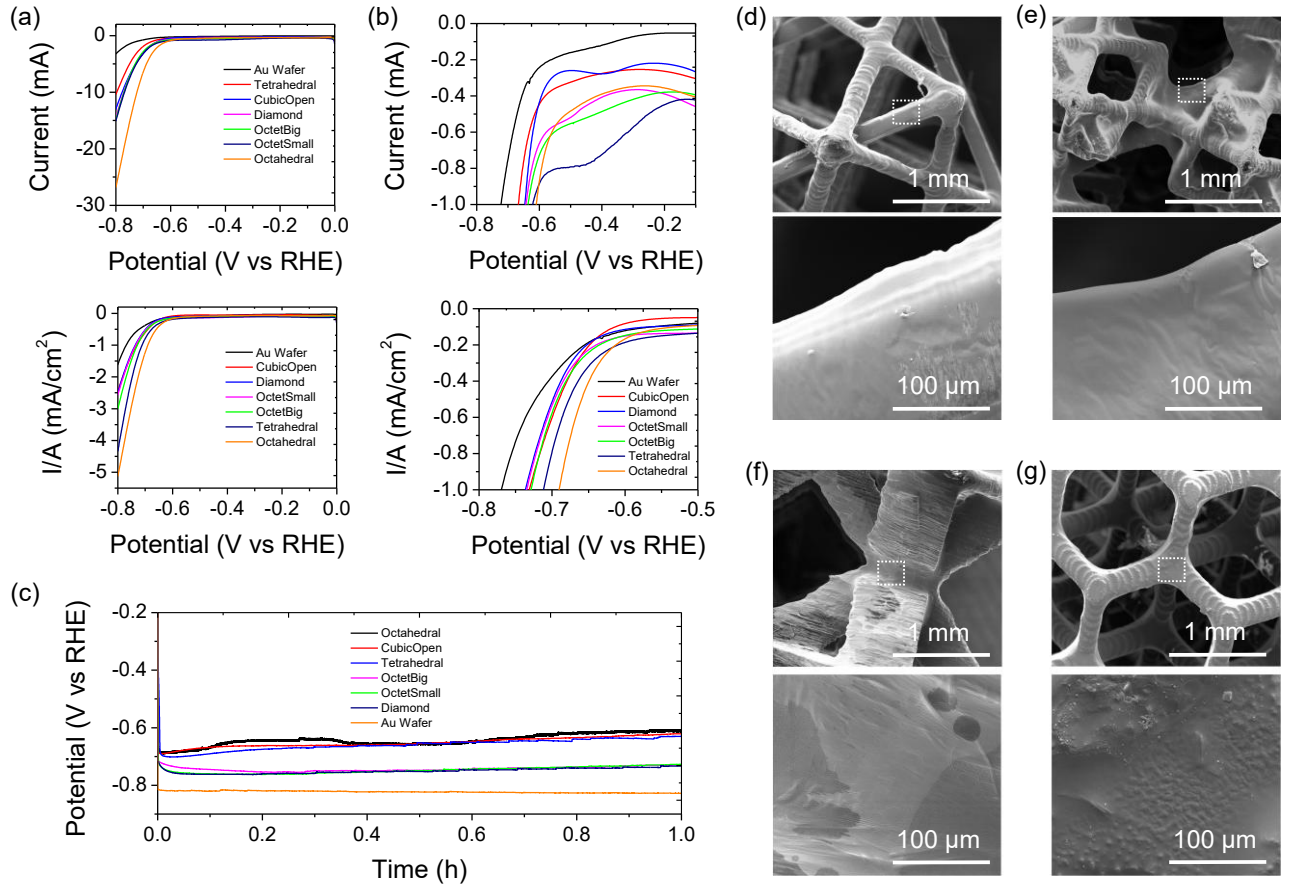 (a)
0
-10
-20
-30
-0.8
-0.6
-0.4
-0.2
0.0
Current (mA)
Potential (V vs RHE)
Au Wafer
Tetrahedral
CubicOpen
Diamond
OctetBig
OctetSmall
Octahedral
0
-1
-2
-3
-4
-5
-0.8
-0.6
-0.4
-0.2
0.0
I/A (mA/cm²)
Potential (V vs RHE)
Au Wafer
CubicOpen
Diamond
OctetSmall
OctetBig
Tetrahedral
Octahedral
(b)
0.0
-0.2
-0.4
-0.6
-0.8
-1.0
-0.8
-0.6
-0.4
-0.2
Current (mA)
Potential (V vs RHE)
0.0
-0.2
-0.4
-0.6
-0.8
-1.0
-0.8
-0.7
-0.6
-0.5
I/A (mA/cm²)
Potential (V vs RHE)
Au Wafer
CubicOpen
Diamond
OctetSmall
OctetBig
Tetrahedral
Octahedral
(c)
-0.2
-0.4
-0.6
-0.8
0.0
0.2
0.4
0.6
0.8
1.0
Potential (V vs RHE)
Time (h)
Octahedral
CubicOpen
Tetrahedral
OctetBig
OctetSmall
Diamond
Au Wafer
(d)
1 mm
100 µm
(e)
1 mm
100 µm
(f)
1 mm
100 µm
(g)
1 mm
100 µm